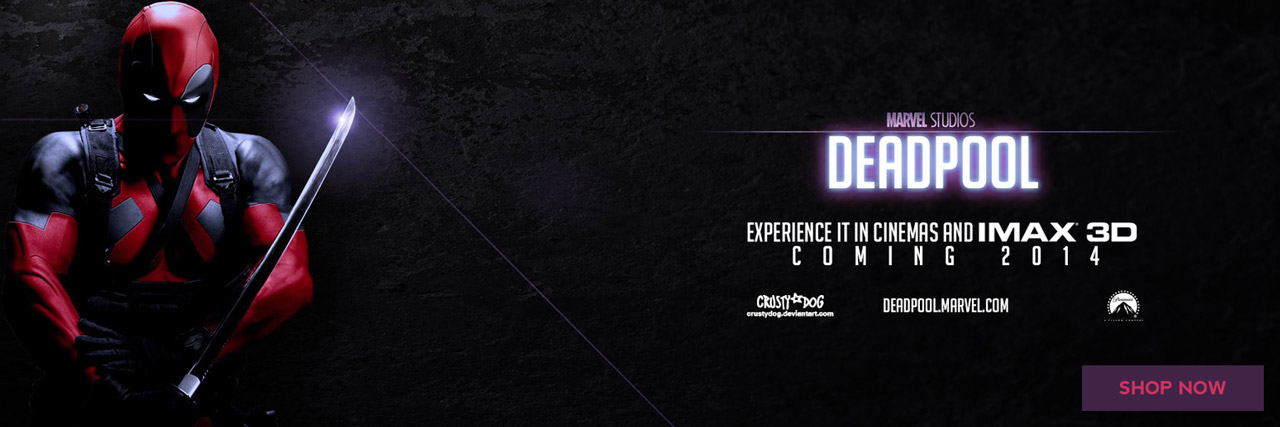 MARVEL STUDIOS
DEADPOOL
EXPERIENCE IT IN CINEMAS AND IMAX® 3D
COMING 2014
CRUSTY DOG
crustydog.deviantart.com
DEADPOOL.MARVEL.COM
Paramount
SHOP NOW